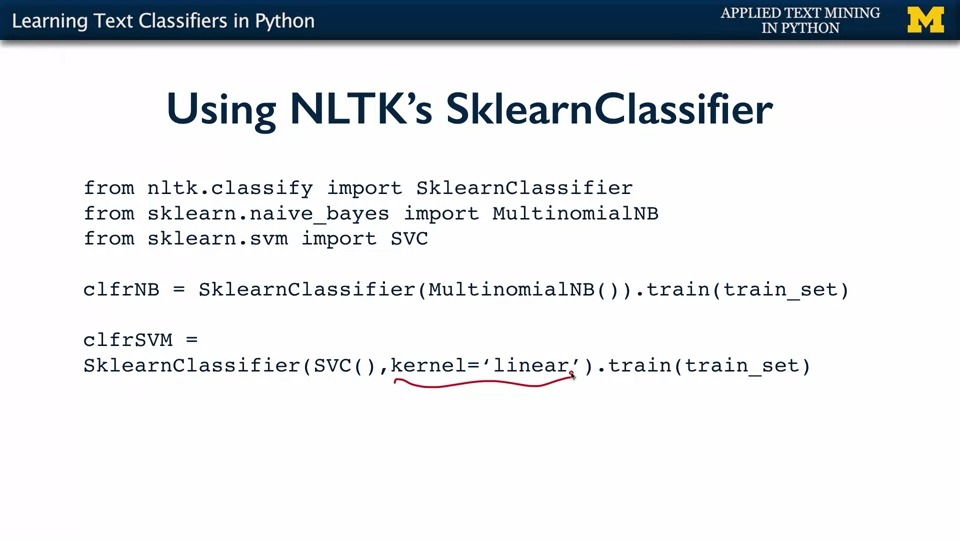 Learning Text Classifiers in Python
APPLIED TEXT MINING
IN PYTHON
M
Using NLTK’s SklearnClassifier
from nltk.classify import SklearnClassifier
from sklearn.naive_bayes import MultinomialNB
from sklearn.svm import SVC
clfrNB = SklearnClassifier(MultinomialNB()).train(train_set)
clfrSVM =
SklearnClassifier(SVC(),kernel=‘linear’).train(train_set)